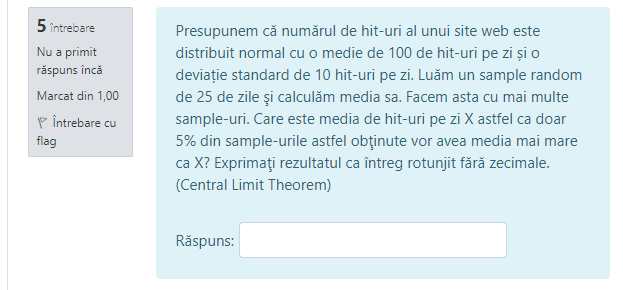 5 întrebare
Nu a primit
răspuns încă
Marcat din 1,00
Întrebare cu
flag
Presupunem că numărul de hit-uri al unui site web este
distribuit normal cu o medie de 100 de hit-uri pe zi și o
deviație standard de 10 hit-uri pe zi. Luăm un sample random
de 25 de zile şi calculăm media sa. Facem asta cu mai multe
sample-uri. Care este media de hit-uri pe zi X astfel ca doar
5% din sample-urile astfel obţinute vor avea media mai mare
ca X? Exprimaţi rezultatul ca întreg rotunjit fără zecimale.
(Central Limit Theorem)
Răspuns: